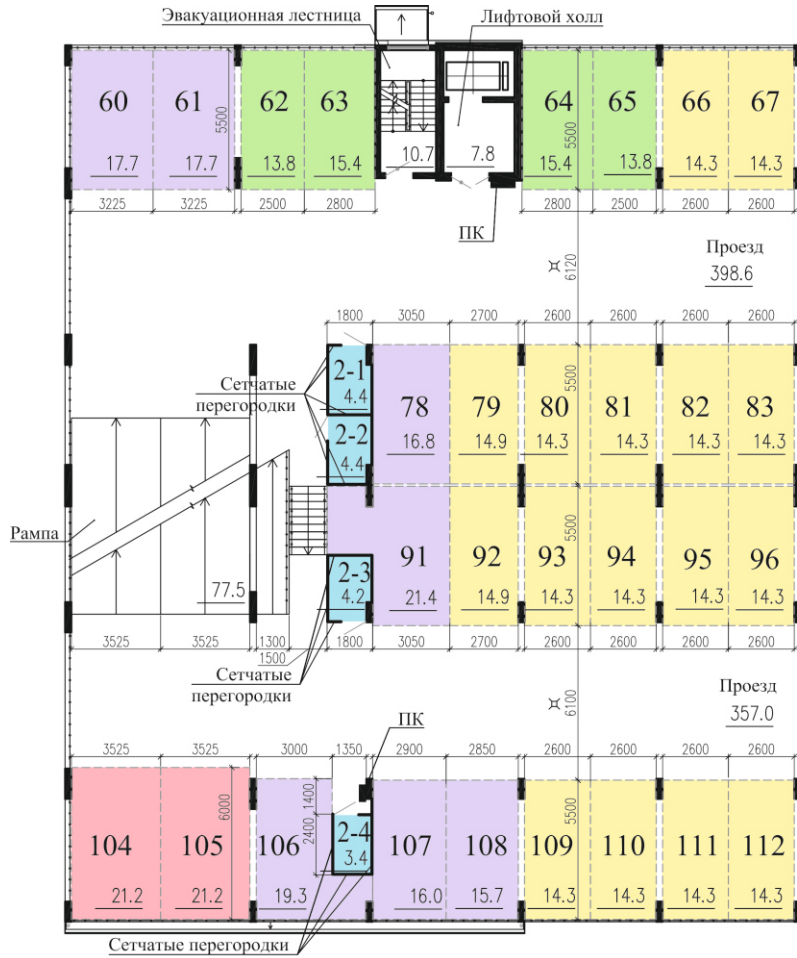 Эвакуационная лестница
Лифтовой холл
60 61 62 63 64 65 66 67
5500
5500
17.7 17.7 13.8 15.4 10.7 7.8 15.4 13.8 14.3 14.3
3225 3225 2500 2800 2800 2500 2600 2600
ПК
Проезд
398.6
6120
1800 3050 2700 2600 2600 2600 2600
2-1
4.4
Сетчатые
перегородки
5500
78 79 80 81 82 83
16.8 14.9 14.3 14.3 14.3 14.3
2-2
4.4
Рампа
77.5
5500
91 92 93 94 95 96
2-3
4.2
21.4 14.9 14.3 14.3 14.3 14.3
3525 3525 1300 1800 3050 2700 2600 2600 2600 2600
1500
Сетчатые
перегородки
Проезд
357.0
6100
ПК
3525 3525 3000 1350 2900 2850 2600 2600 2600 2600
6000
1400
2400
5500
2-4
3.4
104 105 106 107 108 109 110 111 112
21.2 21.2 19.3 16.0 15.7 14.3 14.3 14.3 14.3
Сетчатые перегородки